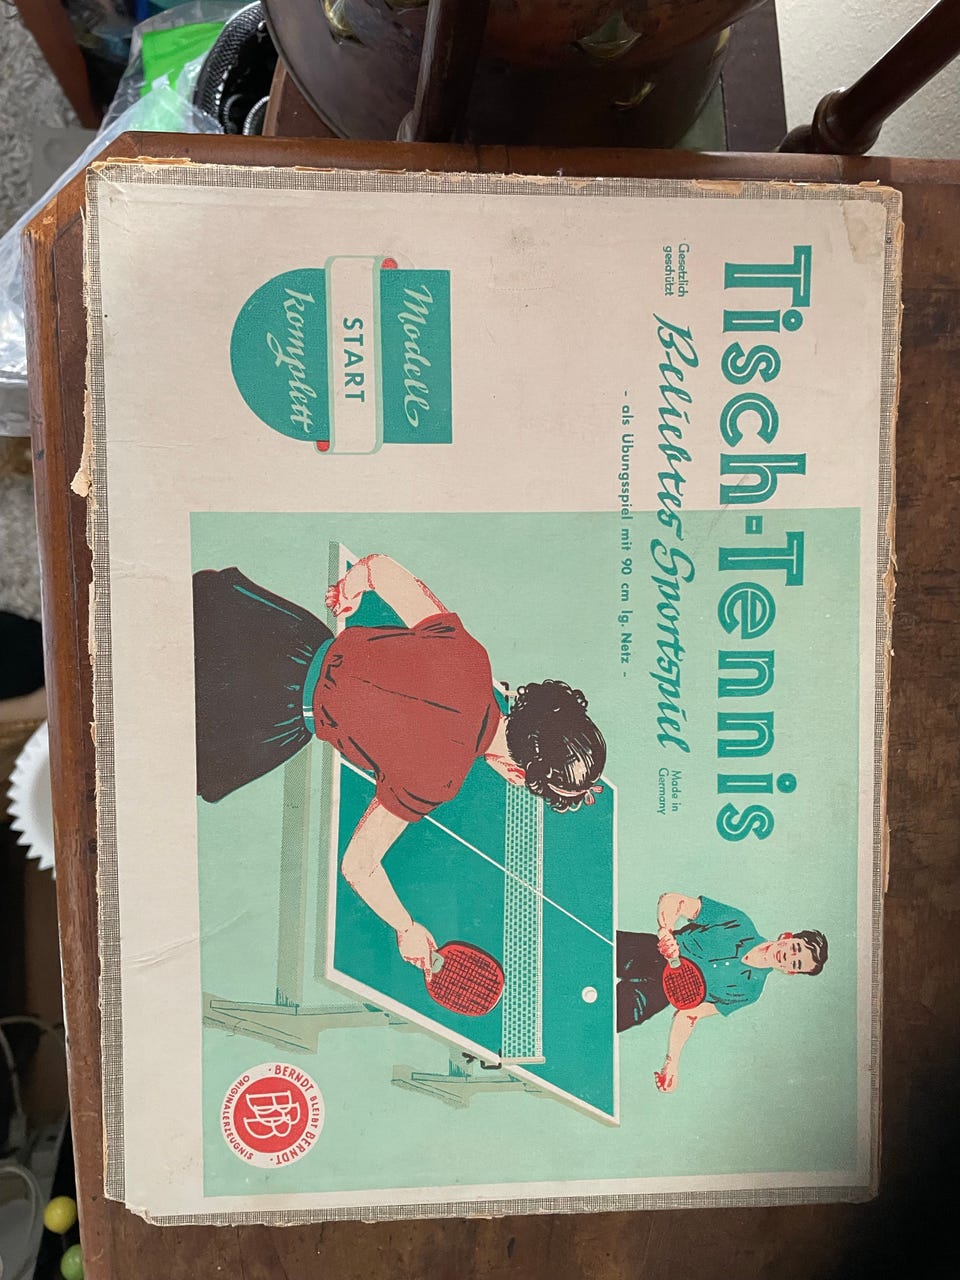 Tisch-Tennis
Gesetzlich
geschützt
Beliebtes Sportspiel
Made in
Germany
- als Übungsspiel mit 90 cm lg. Netz -
Modell
START
komplett
· BERNDT BLEIBT BERNDT ·
BBB
ORIGINALERZEUGNIS